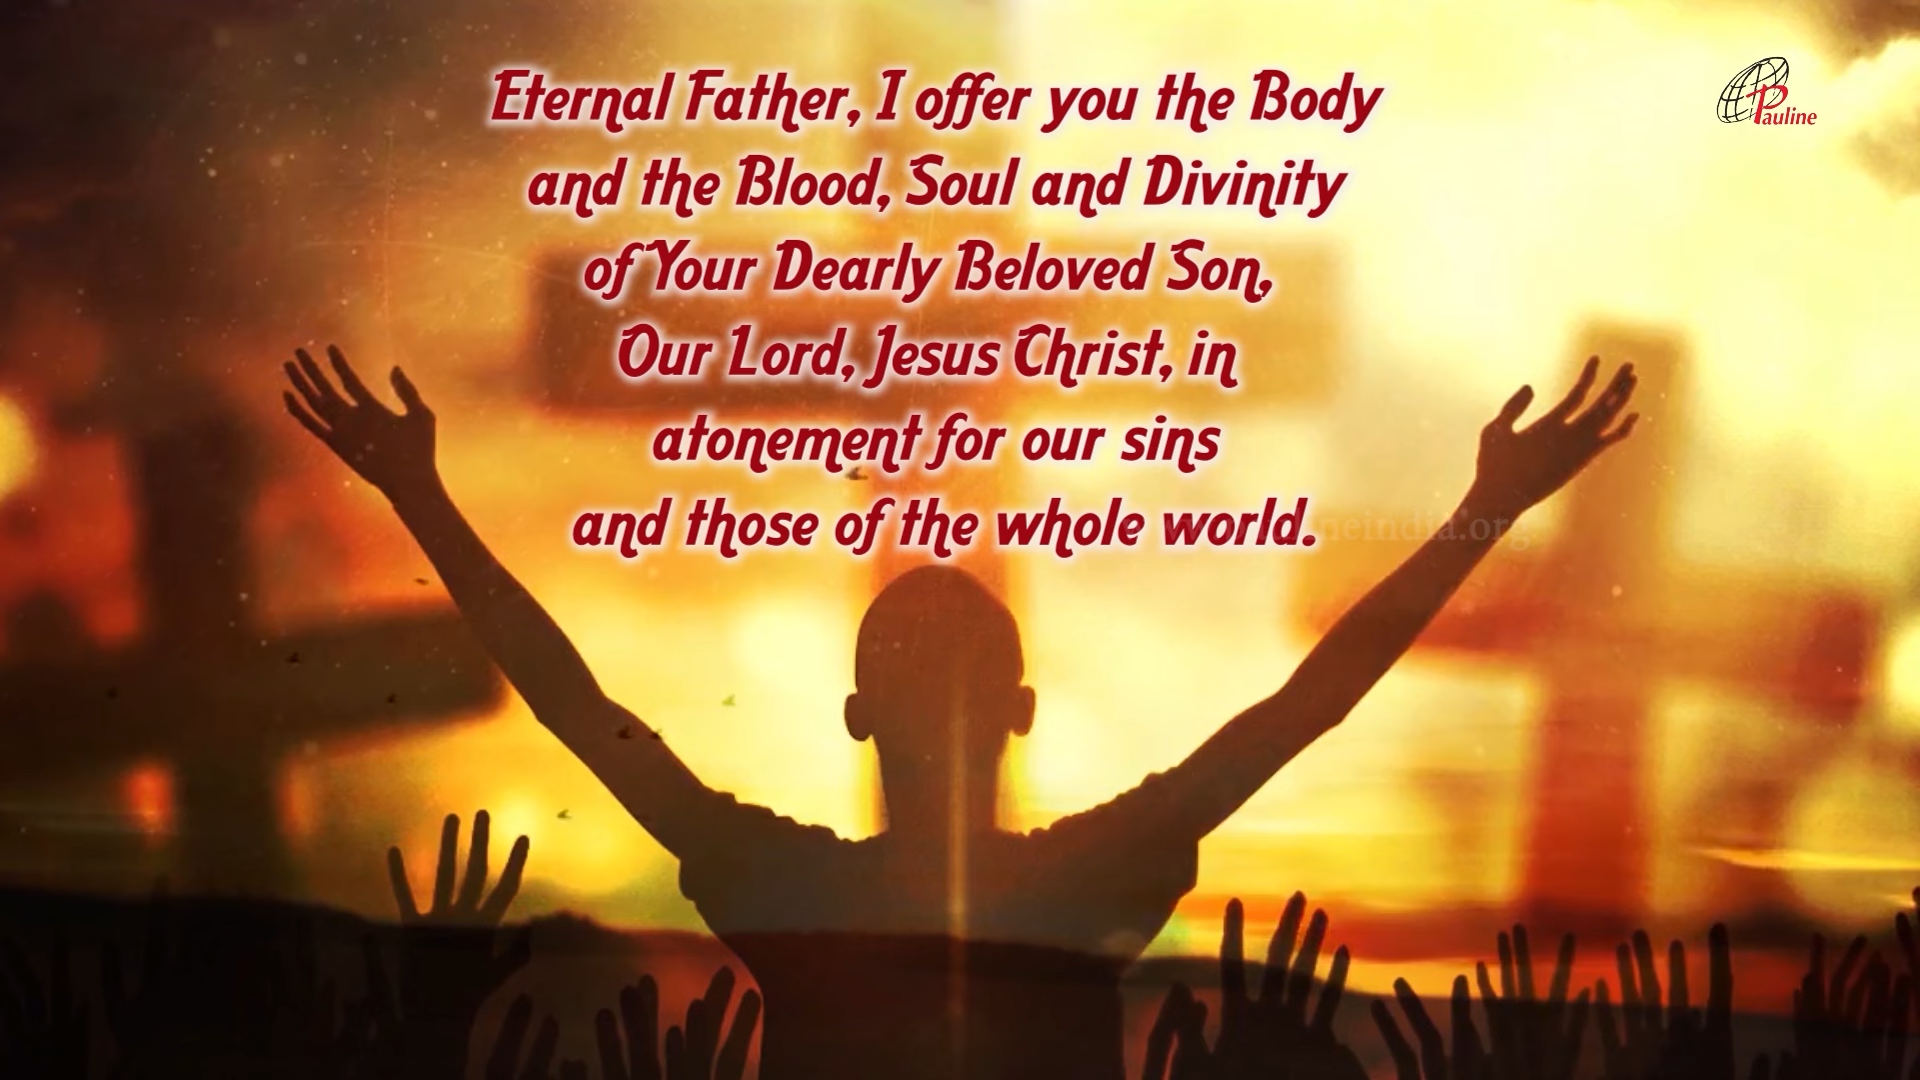 Eternal Father, I offer you the Body
and the Blood, Soul and Divinity
of Your Dearly Beloved Son,
Our Lord, Jesus Christ, in
atonement for our sins
and those of the whole world.
Pauline